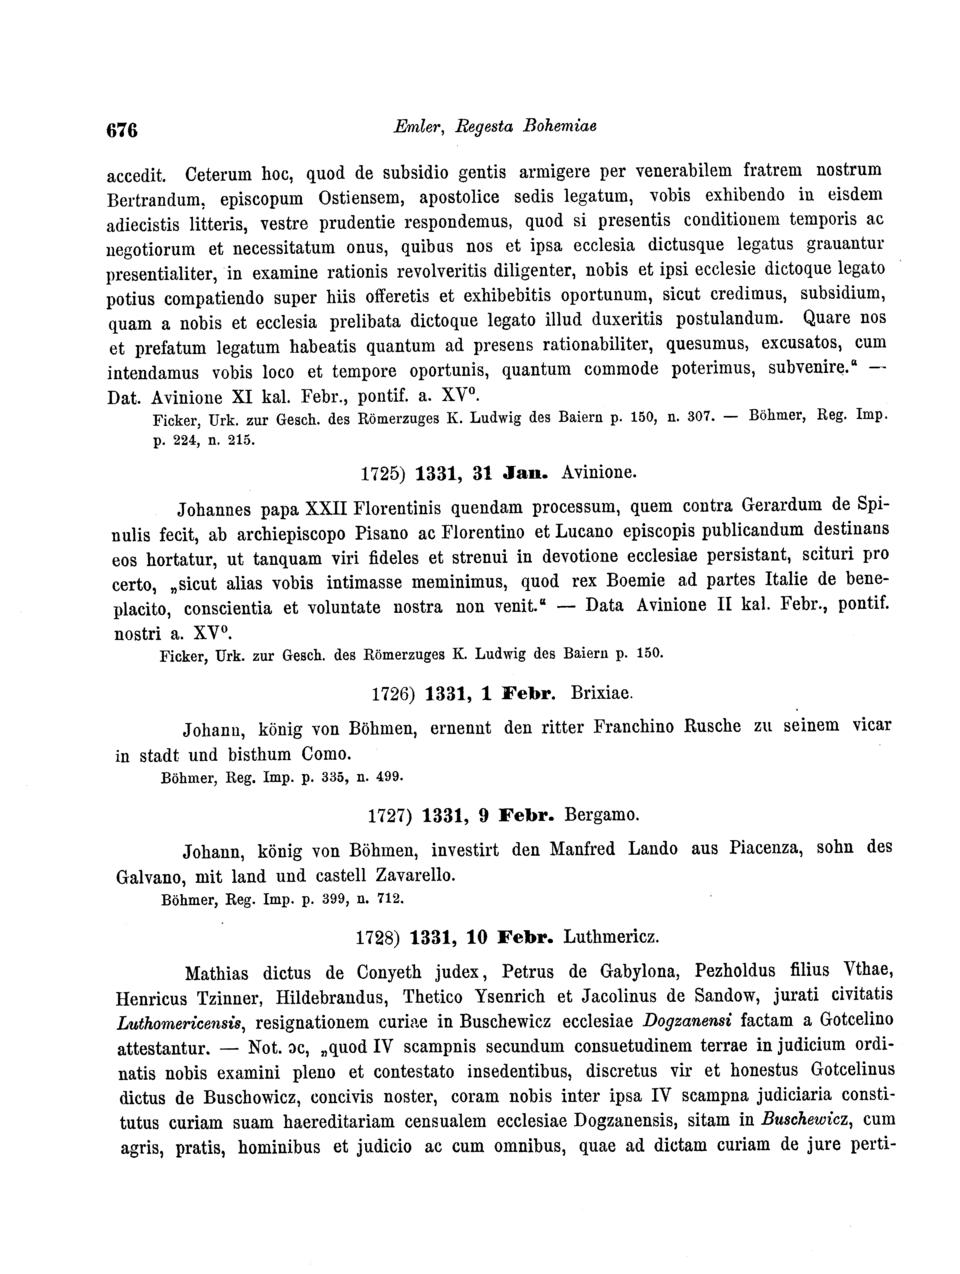 676
Emler, Regesta Bohemiae
accedit. Ceterum hoc, quod de subsidio gentis armigere per venerabilem fratrem nostrum
Bertrandum, episcopum Ostiensem, apostolice sedis legatum, vobis exhibendo in eisdem
adiecistis litteris, vestre prudentie respondemus, quod si presentis conditionem temporis ac
negotiorum et necessitatum onus, quibus nos et ipsa ecclesia dictusque legatus grauantur
presentialiter, in examine rationis revolveritis diligenter, nobis et ipsi ecclesie dictoque legato
potius compatiendo super hiis offeretis et exhibebitis oportunum, sicut credimus, subsidium,
quam a nobis et ecclesia prelibata dictoque legato illud duxeritis postulandum. Quare nos
et prefatum legatum habeatis quantum ad presens rationabiliter, quesumus, excusatos, cum
intendamus vobis loco et tempore oportunis, quantum commode poterimus, subvenire.“ —
Dat. Avinione XI kal. Febr., pontif. a. XVº.
Ficker, Urk. zur Gesch. des Römerzuges K. Ludwig des Baiern p. 150, n. 307. — Böhmer, Reg. Imp.
p. 224, n. 215.
1725) 1331, 31 Jan. Avinione.
Johannes papa XXII Florentinis quendam processum, quem contra Gerardum de Spi-
nulis fecit, ab archiepiscopo Pisano ac Florentino et Lucano episcopis publicandum destinans
eos hortatur, ut tanquam viri fideles et strenui in devotione ecclesiae persistant, scituri pro
certo, „sicut alias vobis intimasse meminimus, quod rex Boemie ad partes Italie de bene-
placito, conscientia et voluntate nostra non venit.“ — Data Avinione II kal. Febr., pontif.
nostri a. XVº.
Ficker, Urk. zur Gesch. des Römerzuges K. Ludwig des Baiern p. 150.
1726) 1331, 1 Febr. Brixiae.
Johann, könig von Böhmen, ernennt den ritter Franchino Rusche zu seinem vicar
in stadt und bisthum Como.
Böhmer, Reg. Imp. p. 335, n. 499.
1727) 1331, 9 Febr. Bergamo.
Johann, könig von Böhmen, investirt den Manfred Lando aus Piacenza, sohn des
Galvano, mit land und castell Zavarello.
Böhmer, Reg. Imp. p. 399, n. 712.
1728) 1331, 10 Febr. Luthmericz.
Mathias dictus de Conyeth judex, Petrus de Gabylona, Pezholdus filius Vthae,
Henricus Tzinner, Hildebrandus, Thetico Ysenrich et Jacolinus de Sandow, jurati civitatis
Luthomericensis, resignationem curiae in Buschewicz ecclesiae Dogzanensi factam a Gotcelino
attestantur. — Not. ɔc, „quod IV scampnis secundum consuetudinem terrae in judicium ordi-
natis nobis examini pleno et contestato insedentibus, discretus vir et honestus Gotcelinus
dictus de Buschowicz, concivis noster, coram nobis inter ipsa IV scampna judiciaria consti-
tutus curiam suam haereditariam censualem ecclesiae Dogzanensis, sitam in Buschewicz, cum
agris, pratis, hominibus et judicio ac cum omnibus, quae ad dictam curiam de jure perti-